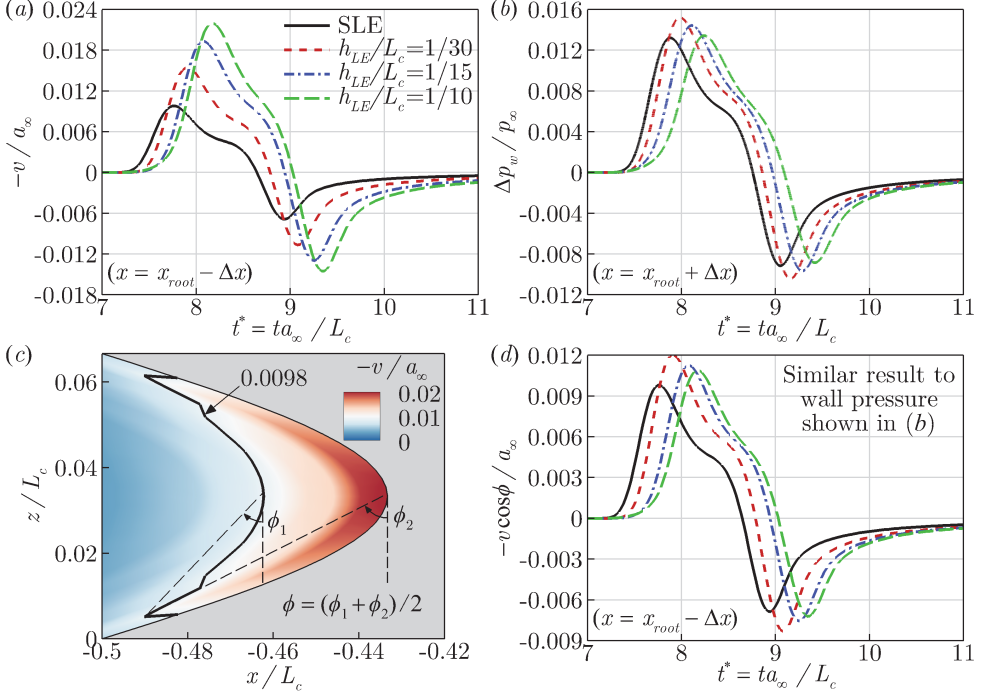 (a)
0.024
0.018
0.012
0.006
0
-0.006
-0.012
-0.018
-v / a∞
SLE
h_LE/L_c=1/30
h_LE/L_c=1/15
h_LE/L_c=1/10
(x = x_root − Δx)
7 8 9 10 11
t* = ta∞ / L_c
(b)
0.016
0.012
0.008
0.004
0
-0.004
-0.008
-0.012
Δp_w / p∞
(x = x_root + Δx)
7 8 9 10 11
t* = ta∞ / L_c
(c)
0.06
0.04
0.02
0
z / L_c
0.0098
−v / a∞
0.02
0.01
0
ϕ₁
ϕ₂
ϕ = (ϕ₁+ϕ₂)/2
-0.5 -0.48 -0.46 -0.44 -0.42
x / L_c
(d)
0.012
0.009
0.006
0.003
0
-0.003
-0.006
-0.009
-v cosϕ / a∞
Similar result to
wall pressure
shown in (b)
(x = x_root − Δx)
7 8 9 10 11
t* = ta∞ / L_c